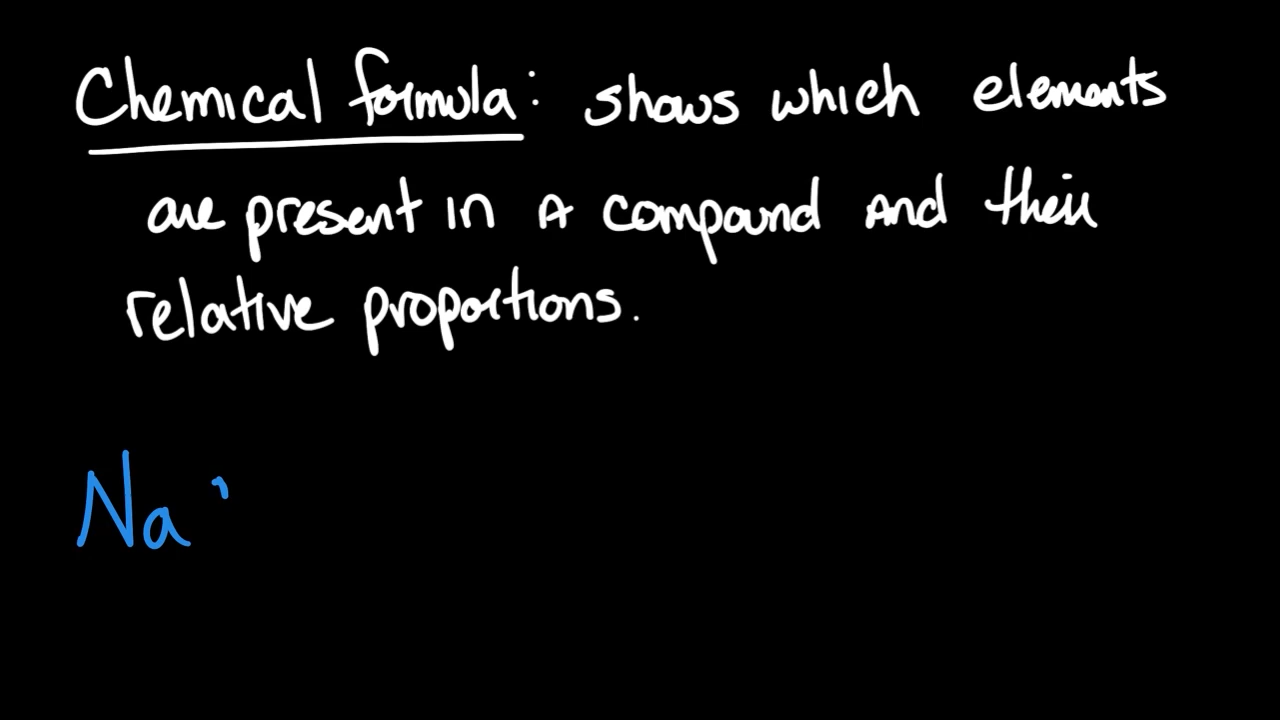 Chemical formula: shows which elements
are present in a compound and their
relative proportions.
Na